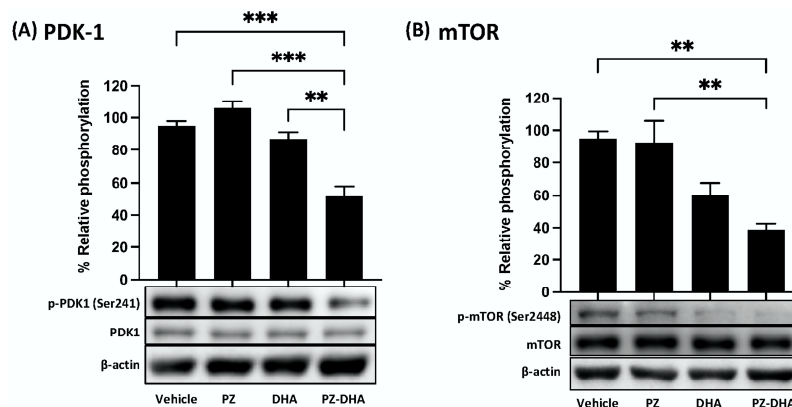 (A) PDK-1
***
***
**
% Relative phosphorylation
120
100
80
60
40
20
0
p-PDK1 (Ser241)
PDK1
β-actin
Vehicle PZ DHA PZ-DHA
(B) mTOR
**
**
% Relative phosphorylation
120
100
80
60
40
20
0
p-mTOR (Ser2448)
mTOR
β-actin
Vehicle PZ DHA PZ-DHA